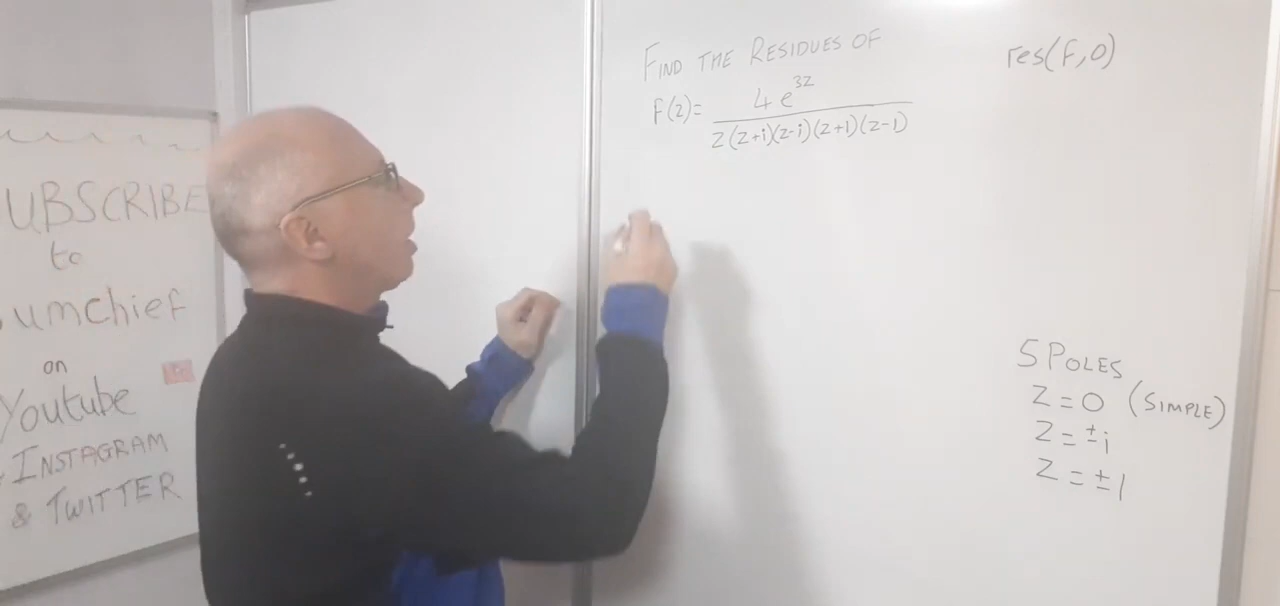 UBSCRIBE
to
umchief
on
Youtube
INSTAGRAM
& TWITTER
FIND THE RESIDUES OF
F(z)= 4e^{3z} / z(z+i)(z-i)(z+1)(z-1)
res(F,0)
5 POLES
Z=0 (SIMPLE)
Z=±i
Z=±1